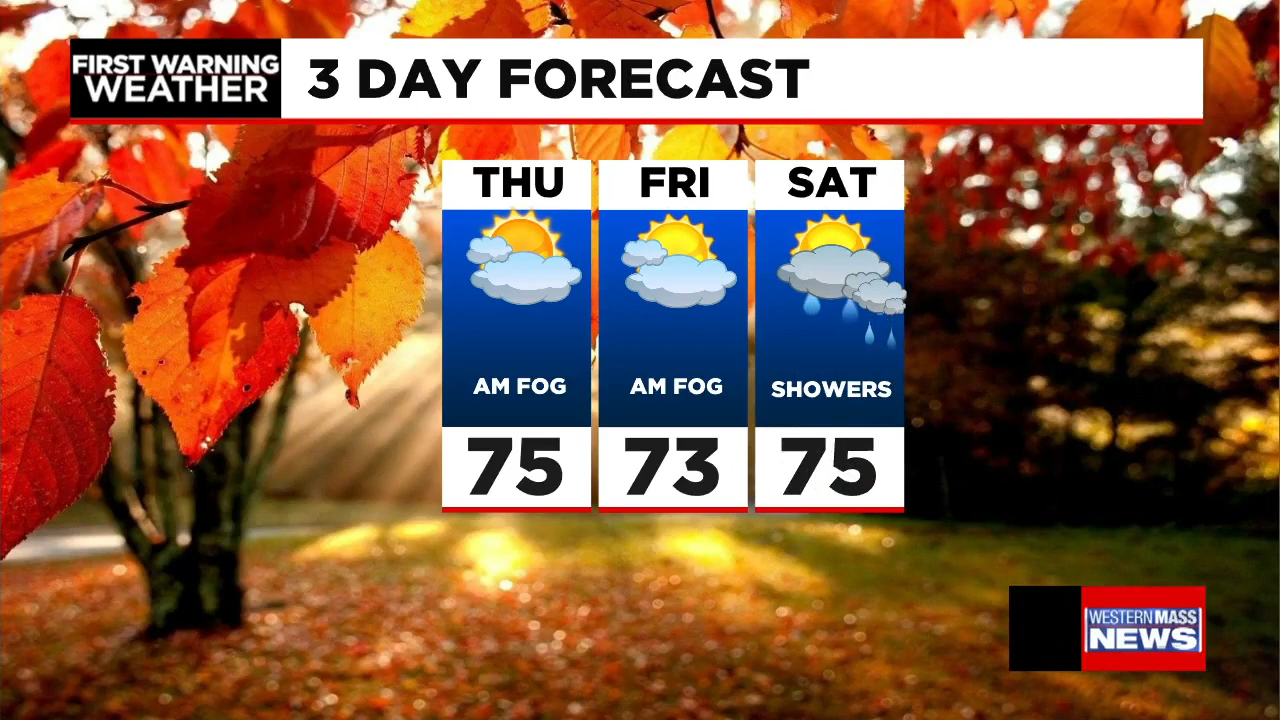 FIRST WARNING
WEATHER
3 DAY FORECAST
THU FRI SAT
AM FOG AM FOG SHOWERS
75 73 75
WESTERN MASS
NEWS